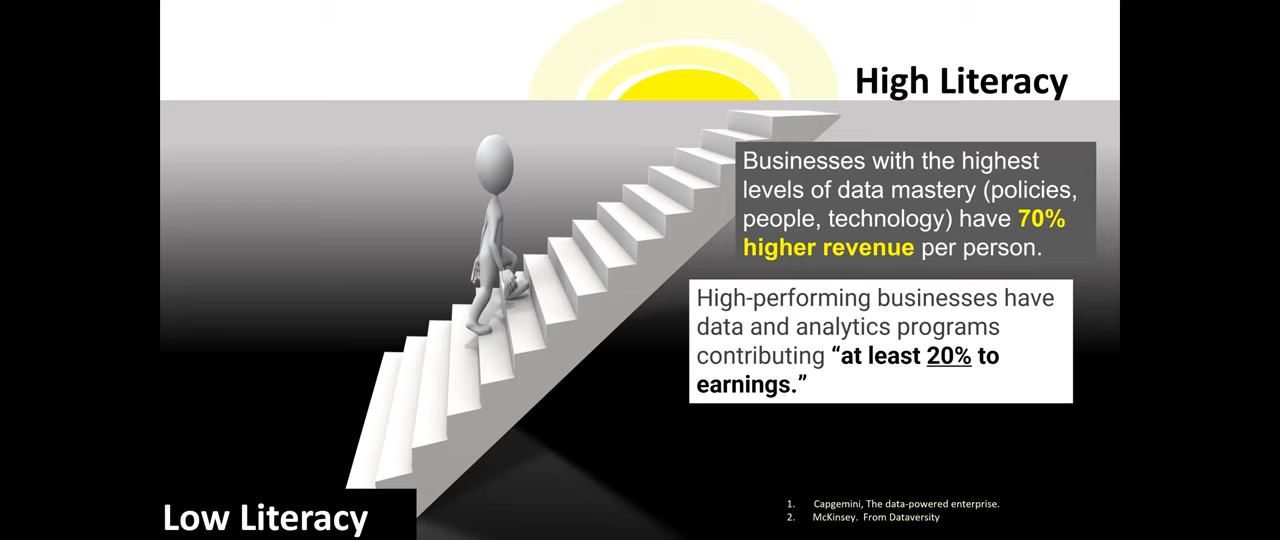 High Literacy
Businesses with the highest
levels of data mastery (policies,
people, technology) have 70%
higher revenue per person.
High-performing businesses have
data and analytics programs
contributing “at least 20% to
earnings.”
Low Literacy
1. Capgemini, The data-powered enterprise.
2. McKinsey. From Dataversity